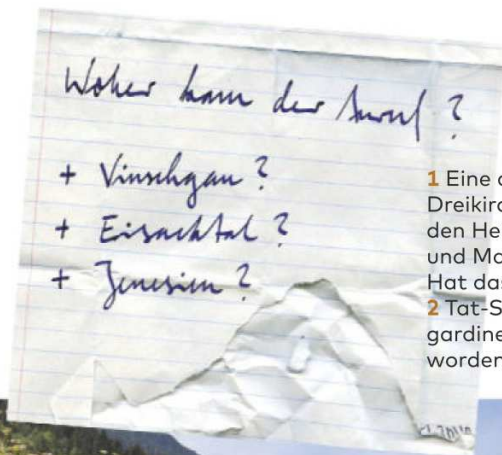 Woher kam der Anruf ?
+ Vinschgau ?
+ Eisacktal ?
+ Jenesien ?
1 Eine
Dreikir
den He
und Ma
Hat das
2 Tat-S
gardine
worden